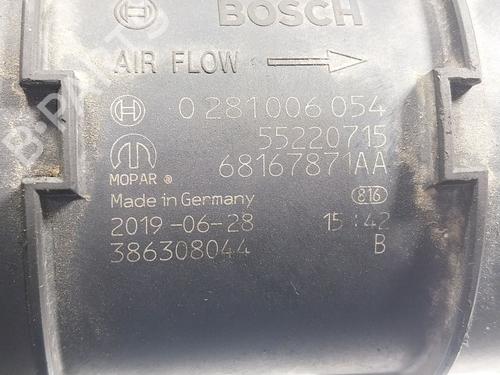 BOSCH
AIR FLOW
0 281 006 054
55220715
68167871AA
MOPAR ®
Made in Germany 816
2019-06-28 15:42
386308044 B
B-PARTS